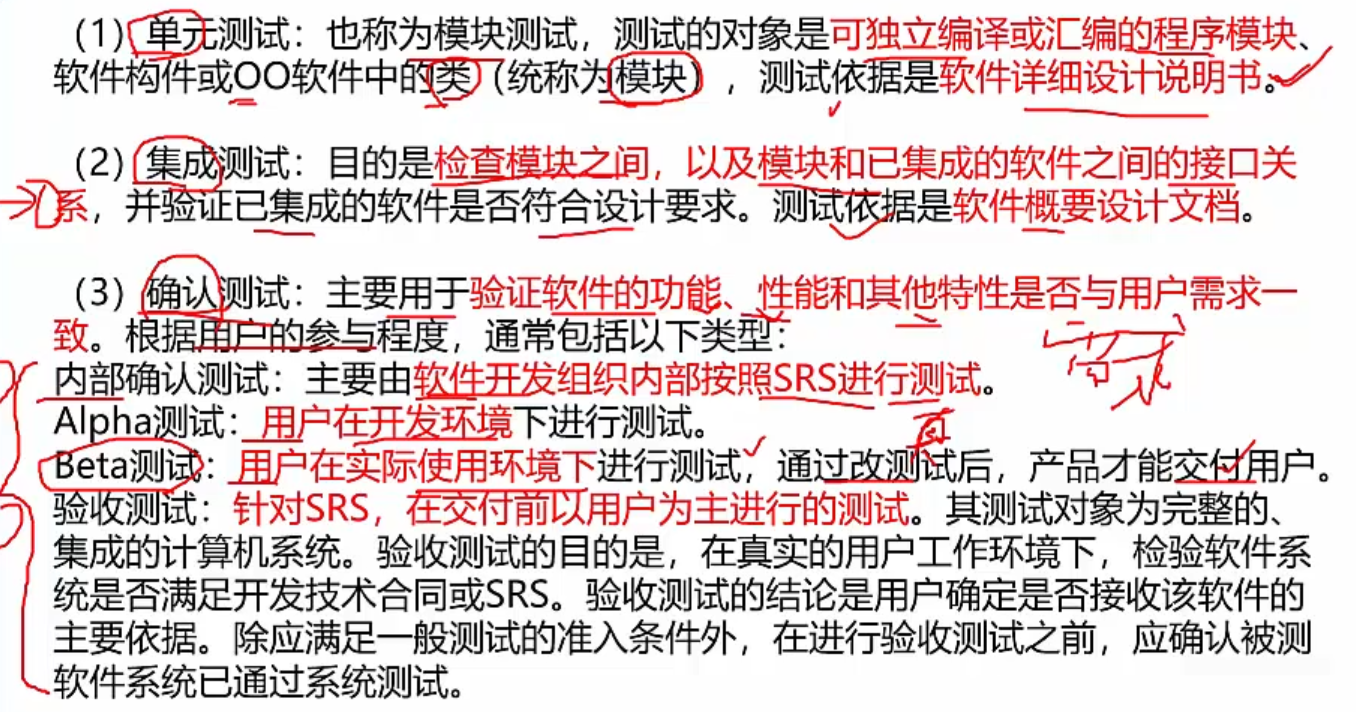 （1）单元测试：也称为模块测试，测试的对象是可独立编译或汇编的程序模块、
软件构件或OO软件中的类（统称为模块），测试依据是软件详细设计说明书。
（2）集成测试：目的是检查模块之间，以及模块和已集成的软件之间的接口关
系，并验证已集成的软件是否符合设计要求。测试依据是软件概要设计文档。
（3）确认测试：主要用于验证软件的功能、性能和其他特性是否与用户需求一
致。根据用户的参与程度，通常包括以下类型：
需求
内部确认测试：主要由软件开发组织内部按照SRS进行测试。
Alpha测试：用户在开发环境下进行测试。
真
Beta测试：用户在实际使用环境下进行测试，通过改测试后，产品才能交付用户。
验收测试：针对SRS，在交付前以用户为主进行的测试。其测试对象为完整的、
集成的计算机系统。验收测试的目的是，在真实的用户工作环境下，检验软件系
统是否满足开发技术合同或SRS。验收测试的结论是用户确定是否接收该软件的
主要依据。除应满足一般测试的准入条件外，在进行验收测试之前，应确认被测
软件系统已通过系统测试。